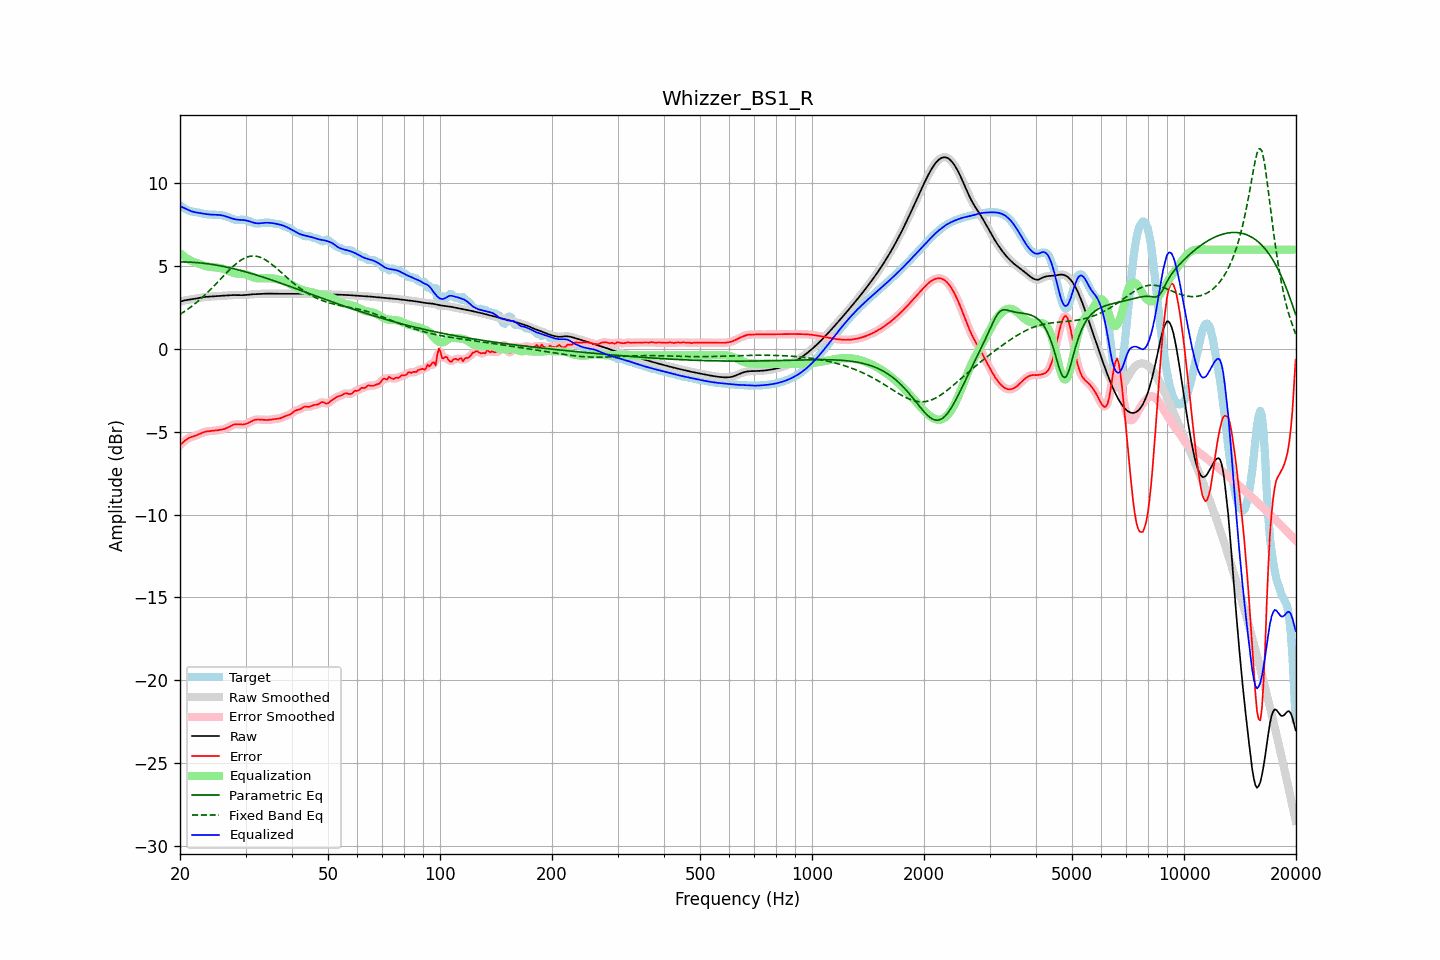 Whizzer_BS1_R
Amplitude (dBr)
10
5
0
−5
−10
−15
−20
−25
−30
Target
Raw Smoothed
Error Smoothed
Raw
Error
Equalization
Parametric Eq
Fixed Band Eq
Equalized
20 50 100 200 500 1000 2000 5000 10000 20000
Frequency (Hz)